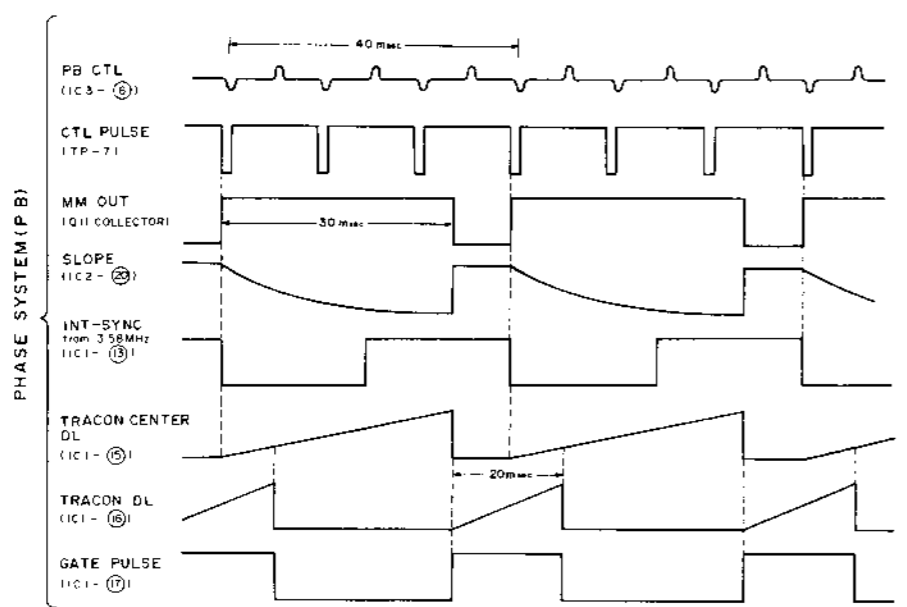 PHASE SYSTEM (PB)
40 msec
PB CTL
(IC3-⑥)
CTL PULSE
(TP-7)
MM OUT
(Q11 COLLECTOR)
30 msec
SLOPE
(IC2-⑳)
INT-SYNC
from 3.58MHz
(IC1-⑬)
TRACON CENTER
DL
(IC1-⑮)
20 msec
TRACON DL
(IC1-⑯)
GATE PULSE
(IC1-⑰)